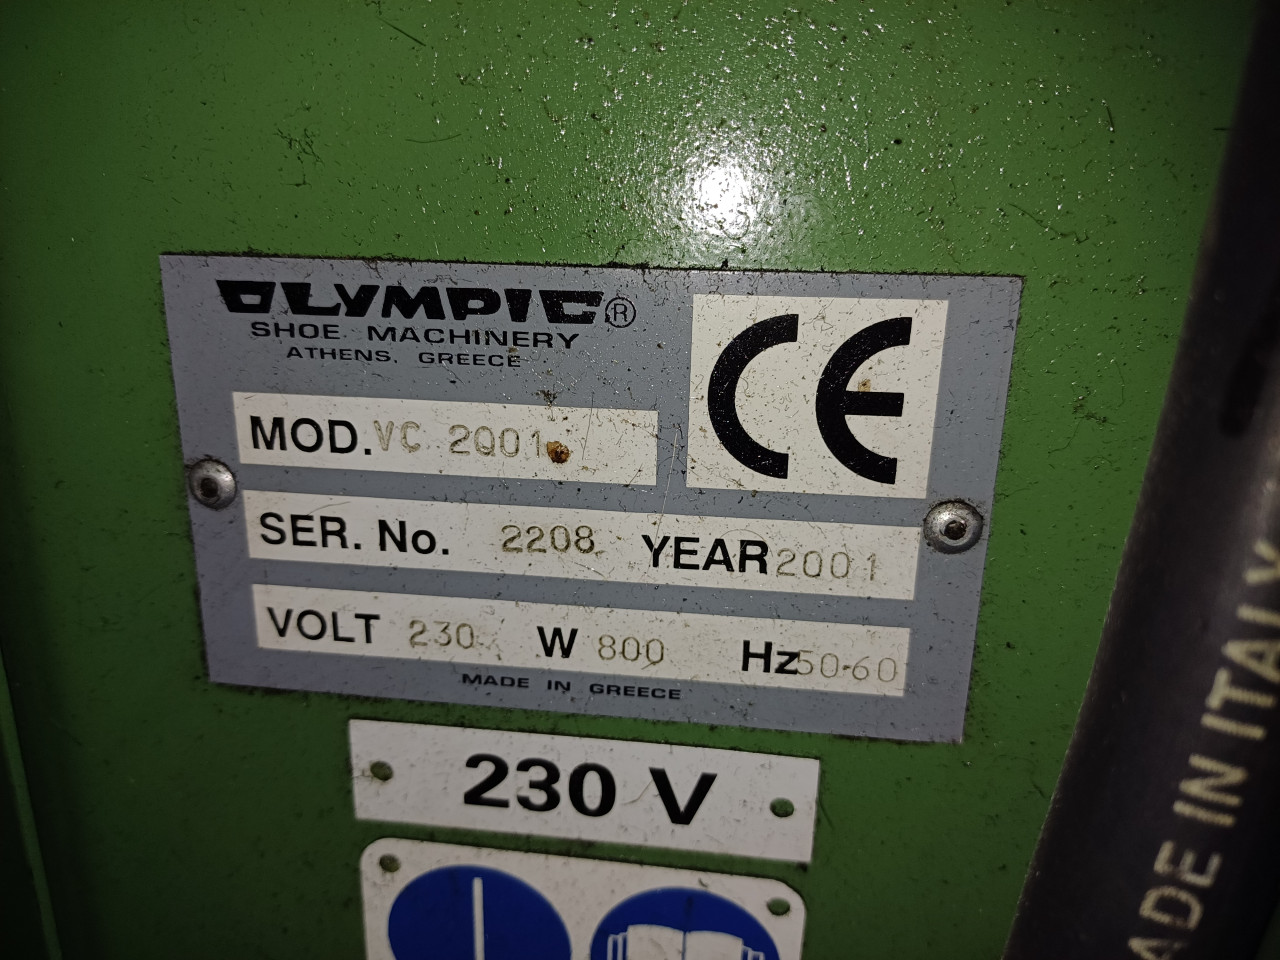 OLYMPIC®
SHOE MACHINERY
ATHENS, GREECE
CE
MOD. VC 2001
SER. No. 2208 YEAR 2001
VOLT 230 W 800 Hz 50-60
MADE IN GREECE
230 V
ADE IN ITALY